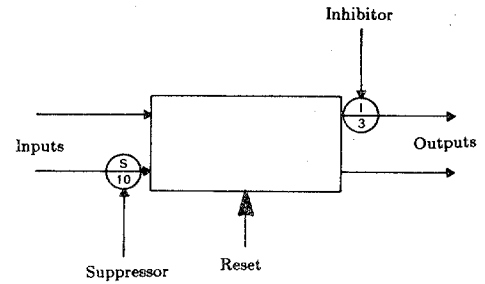 Inhibitor
I
3
Inputs
Outputs
S
10
Suppressor
Reset